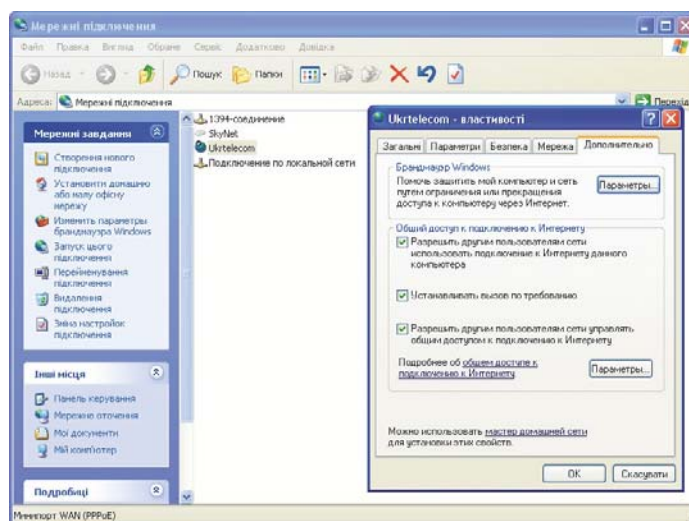 Мережні підключення
Файл Правка Вигляд Обране Сервіс Додатково Довідка
Назад Пошук Папки
Адреса: Мережні підключення Перехід
Мережні завдання
Створення нового
підключення
Установити домашню
або малу офісну
мережу
Изменить параметры
брандмауэра Windows
Запуск цього
підключення
Перейменування
підключення
Видалення
підключення
Зміна настройок
підключення
Інші місця
Панель керування
Мережне оточення
Мої документи
Мій комп'ютер
Подробиці
1394-соединение
SkyNet
Ukrtelecom
Подключение по локальной сети
Ukrtelecom - властивості
Загальні Параметри Безпека Мережа Дополнительно
Брандмауэр Windows
Помочь защитить мой компьютер и сеть
путем ограничения или прекращения
доступа к компьютеру через Интернет.
Параметры...
Общий доступ к подключению к Интернету
Разрешить другим пользователям сети
использовать подключение к Интернету данного
компьютера
Устанавливать вызов по требованию
Разрешить другим пользователям сети управлять
общим доступом к подключению к Интернету
Подробнее об общем доступе к
подключению к Интернету.
Параметры...
Можно использовать мастер домашней сети
для установки этих свойств.
ОК Скасувати
Минипорт WAN (PPPoE)